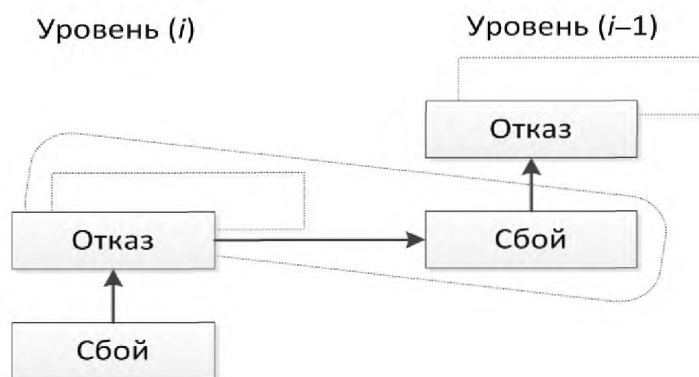 Уровень (i)
Уровень (i–1)
Отказ
Отказ
Сбой
Сбой